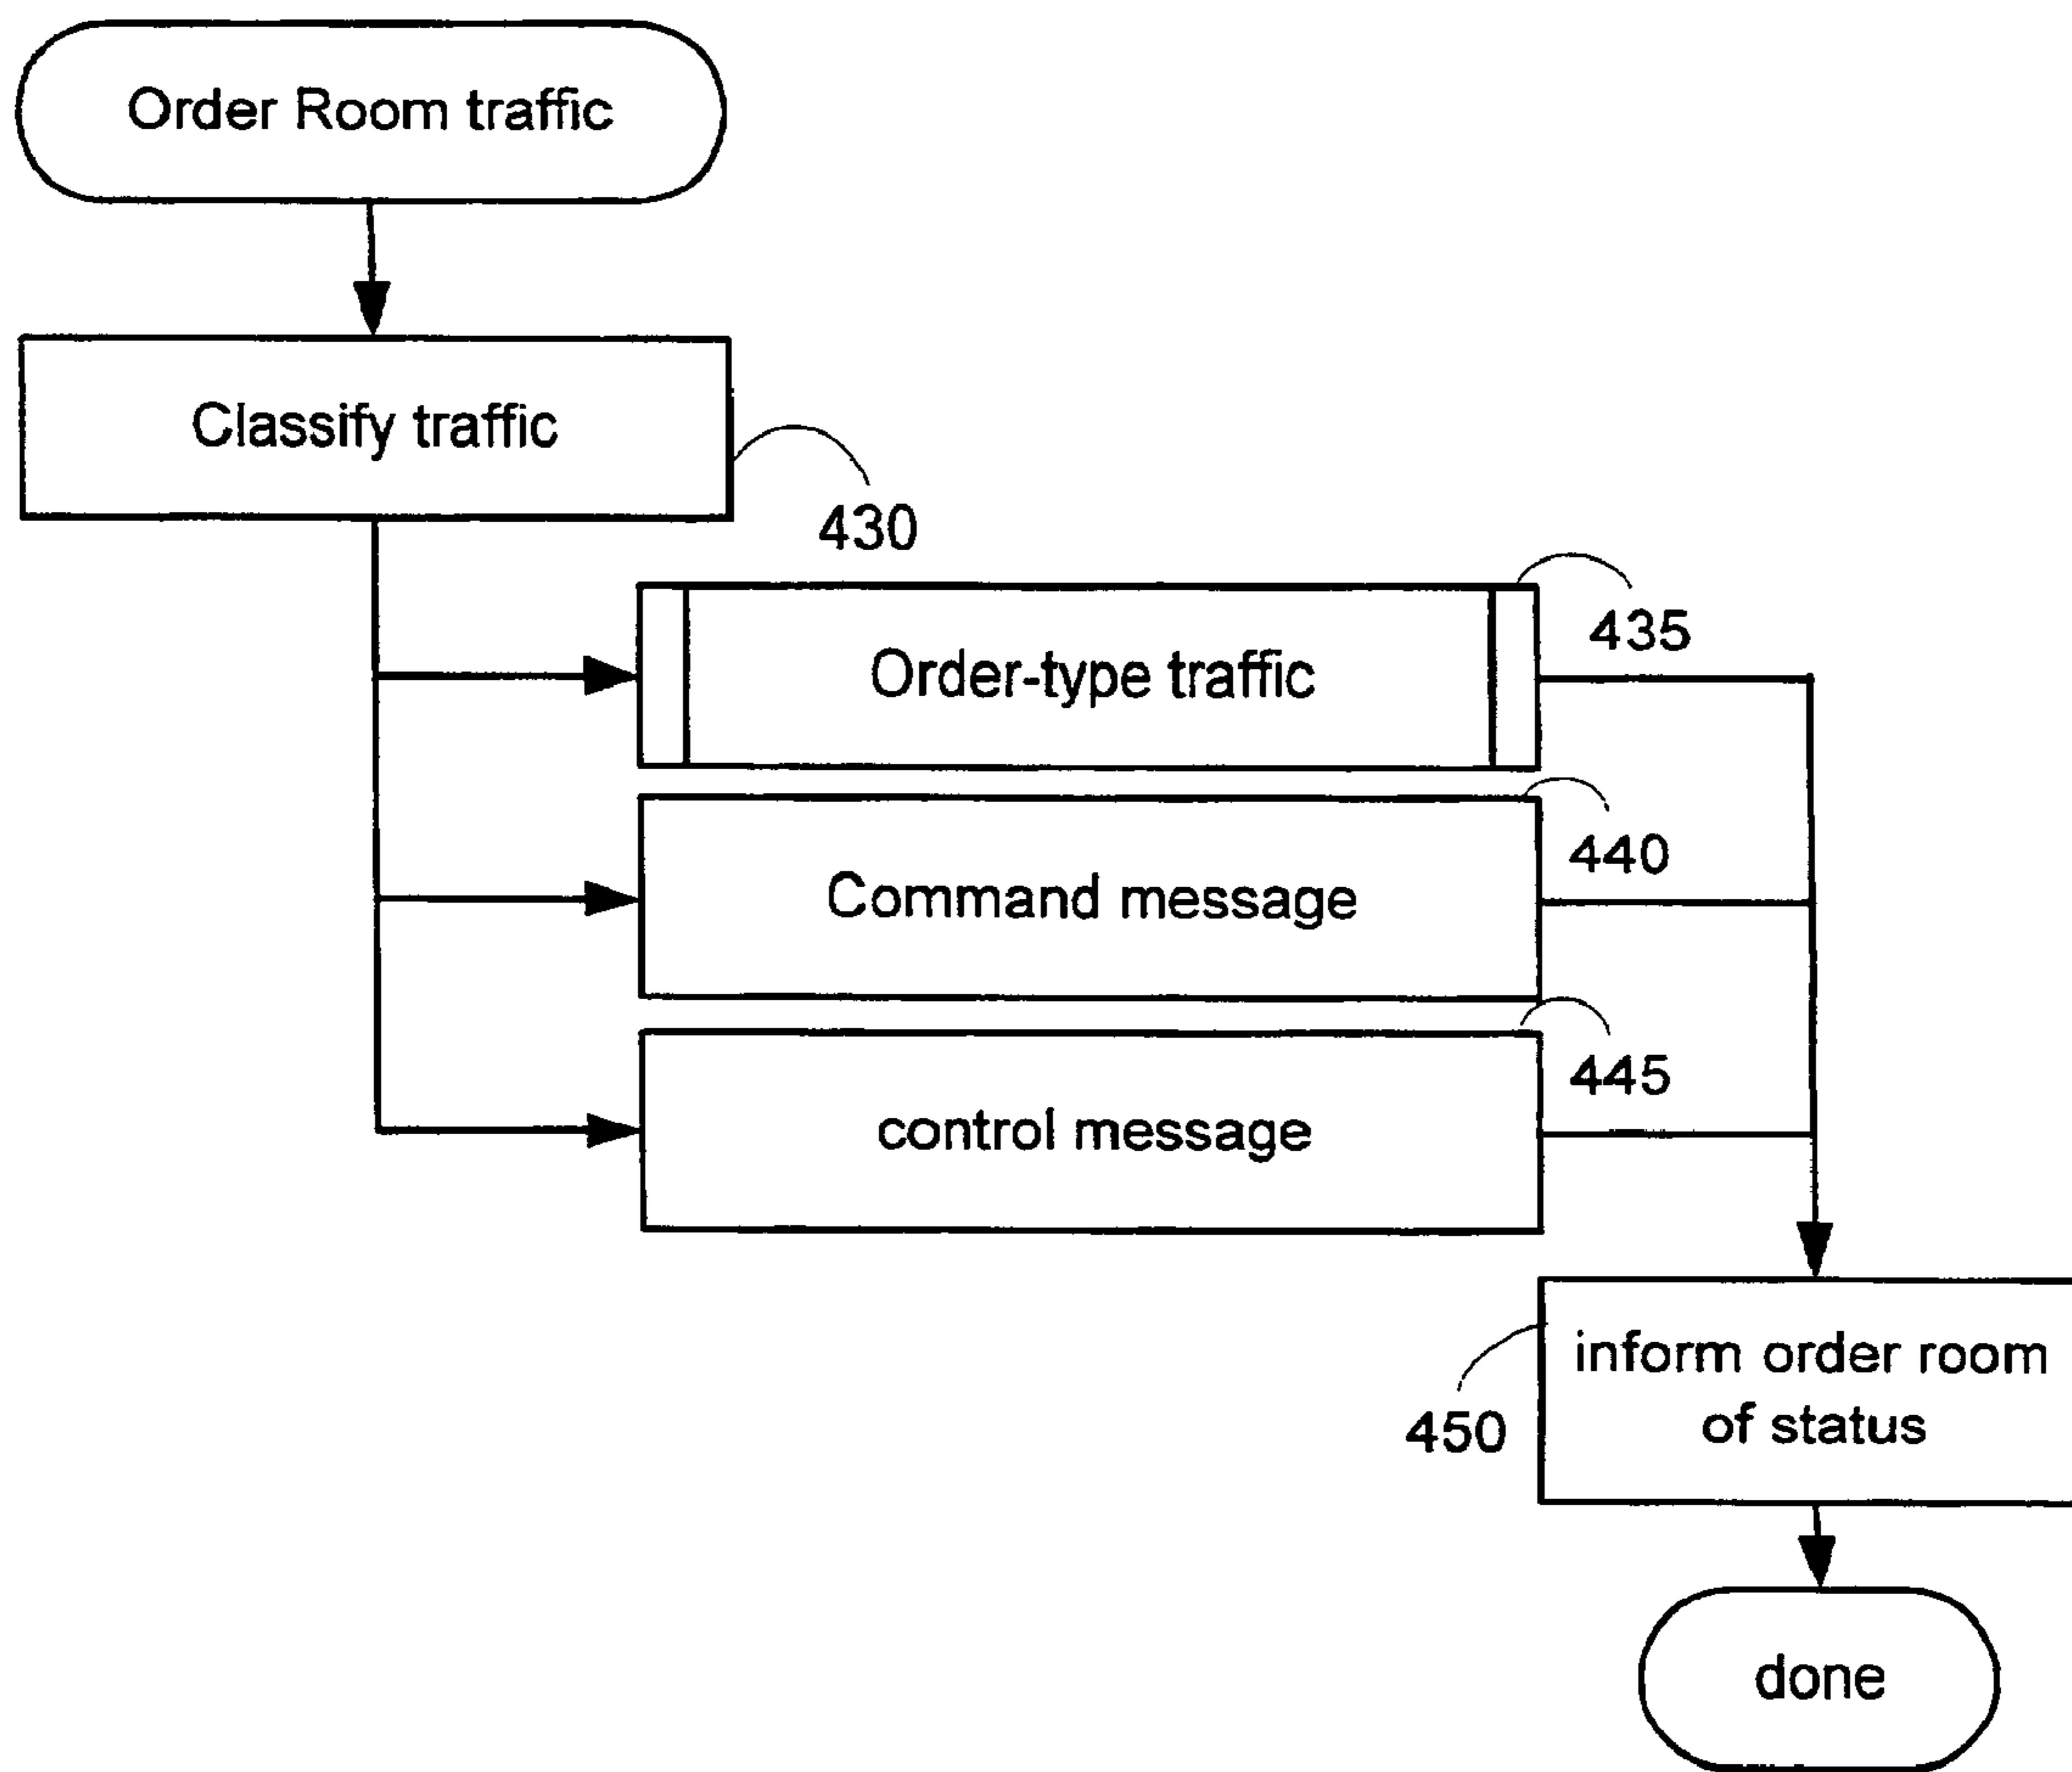 Order Room traffic
Classify traffic
430
435
Order-type traffic
440
Command message
445
control message
inform order room
of status
450
done